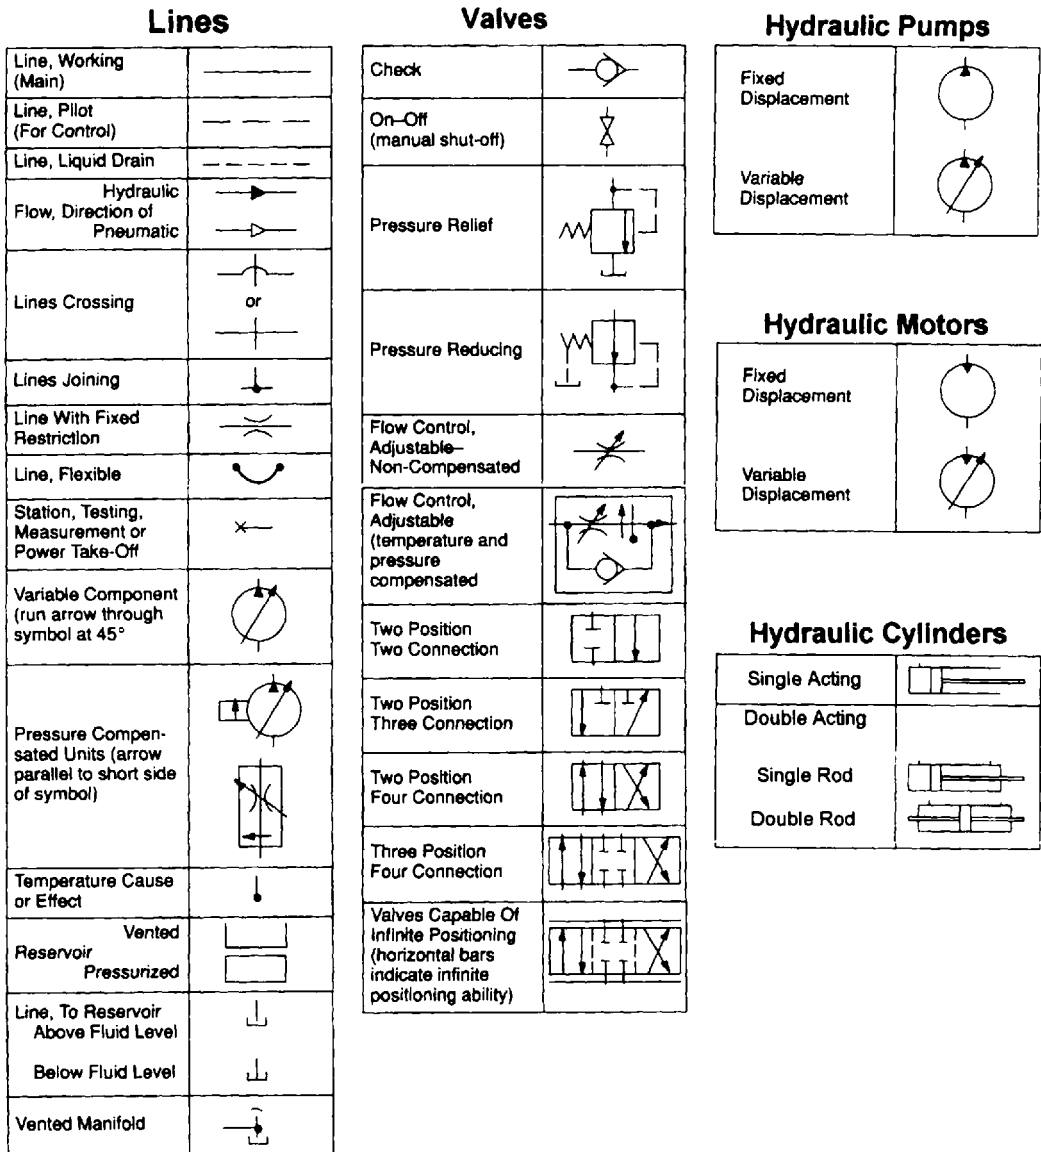 Lines
Line, Working
(Main)
Line, Pilot
(For Control)
Line, Liquid Drain
Hydraulic
Flow, Direction of
Pneumatic
Lines Crossing
or
Lines Joining
Line With Fixed
Restriction
Line, Flexible
Station, Testing,
Measurement or
Power Take-Off
Variable Component
(run arrow through
symbol at 45°
Pressure Compen-
sated Units (arrow
parallel to short side
of symbol)
Temperature Cause
or Effect
Vented
Reservoir
Pressurized
Line, To Reservoir
Above Fluid Level
Below Fluid Level
Vented Manifold
Valves
Check
On–Off
(manual shut-off)
Pressure Relief
Pressure Reducing
Flow Control,
Adjustable–
Non-Compensated
Flow Control,
Adjustable
(temperature and
pressure
compensated
Two Position
Two Connection
Two Position
Three Connection
Two Position
Four Connection
Three Position
Four Connection
Valves Capable Of
Infinite Positioning
(horizontal bars
indicate infinite
positioning ability)
Hydraulic Pumps
Fixed
Displacement
Variable
Displacement
Hydraulic Motors
Fixed
Displacement
Variable
Displacement
Hydraulic Cylinders
Single Acting
Double Acting
Single Rod
Double Rod